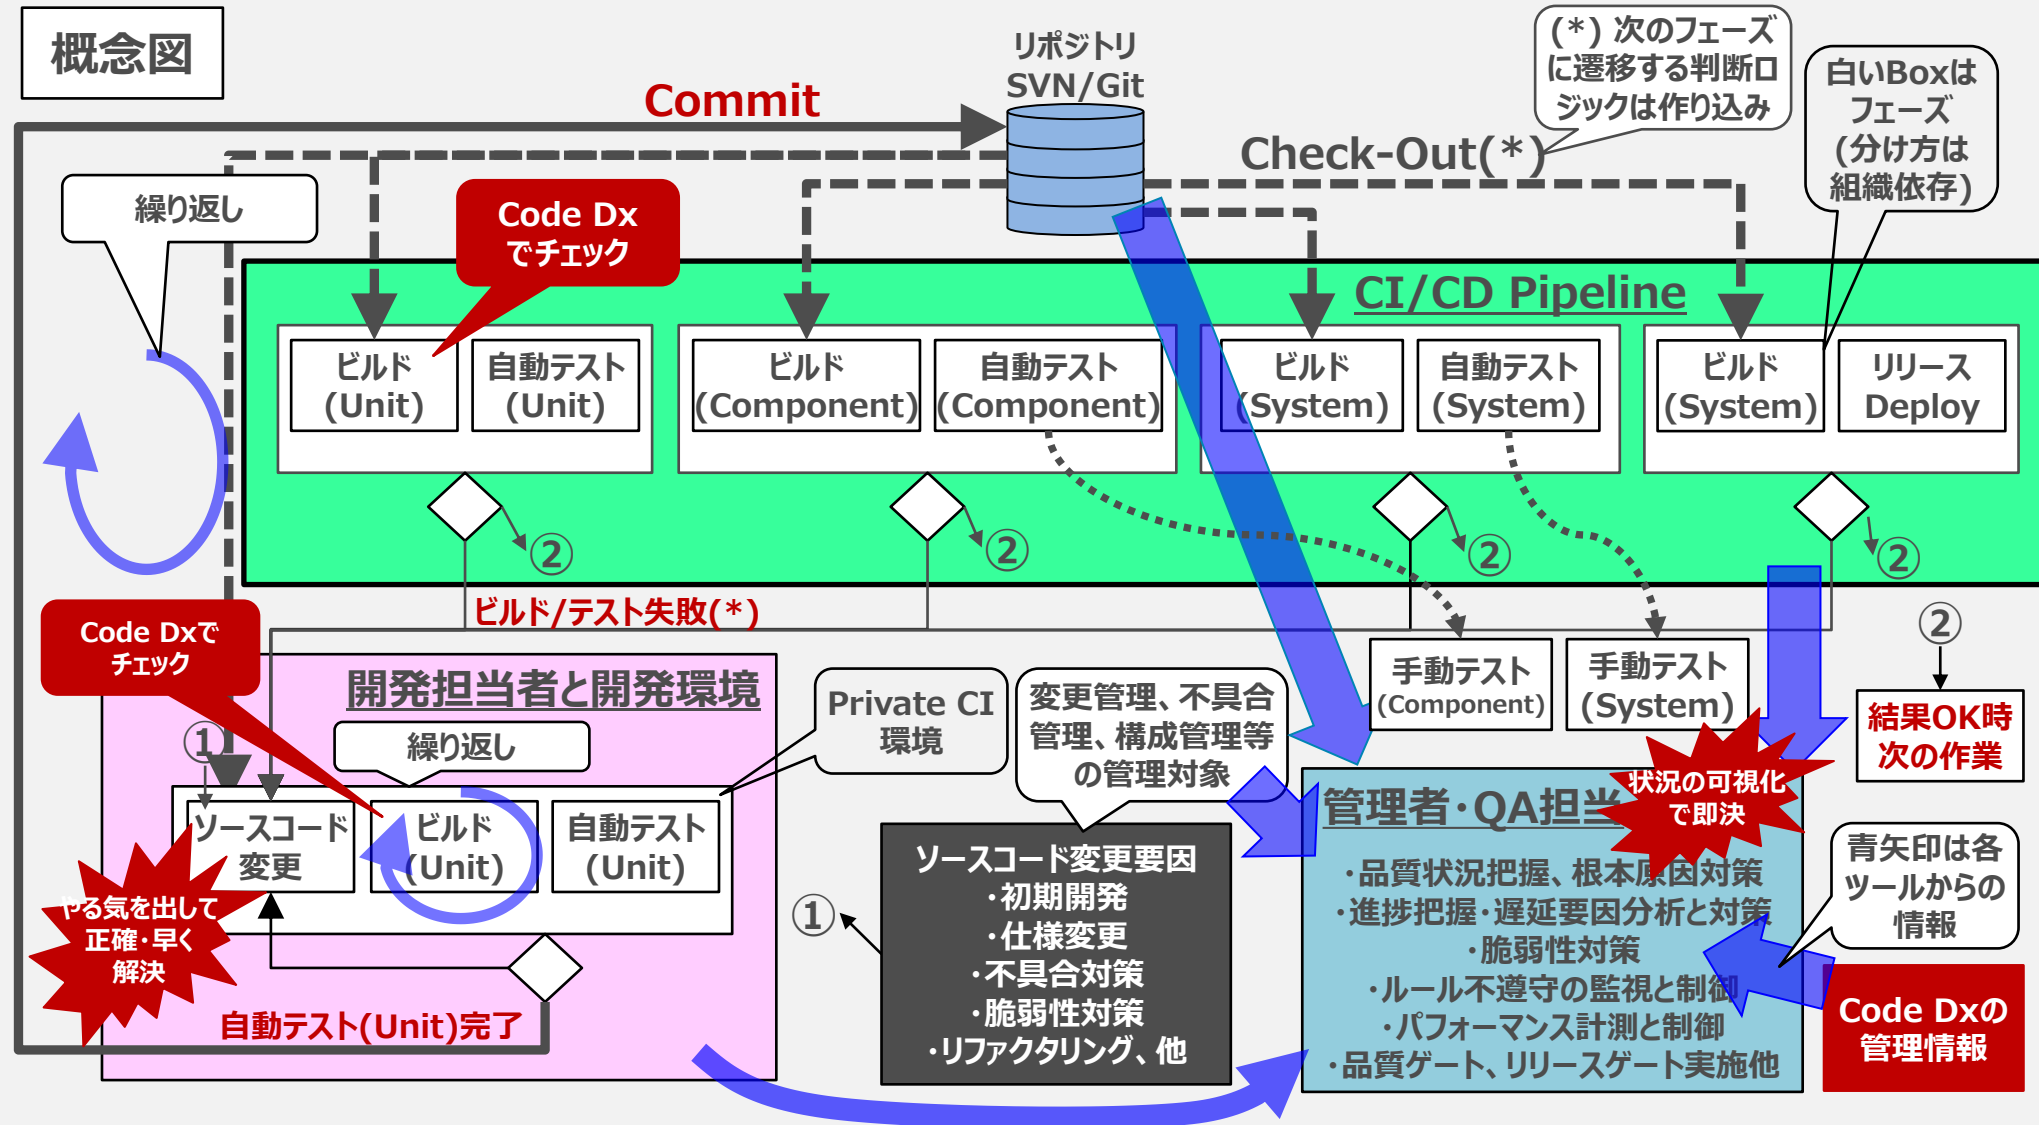 概念図
リポジトリ
SVN/Git
Commit
Check-Out(*)
(*) 次のフェーズ
に遷移する判断ロ
ジックは作り込み
白いBoxは
フェーズ
(分け方は
組織依存)
繰り返し
Code Dx
でチェック
CI/CD Pipeline
ビルド
(Unit)
自動テスト
(Unit)
ビルド
(Component)
自動テスト
(Component)
ビルド
(System)
自動テスト
(System)
ビルド
(System)
リリース
Deploy
②
②
②
②
ビルド/テスト失敗(*)
Code Dxで
チェック
開発担当者と開発環境
①
繰り返し
Private CI
環境
ソースコード
変更
ビルド
(Unit)
自動テスト
(Unit)
やる気を出して
正確・早く
解決
自動テスト(Unit)完了
変更管理、不具合
管理、構成管理等
の管理対象
①
ソースコード変更要因
・初期開発
・仕様変更
・不具合対策
・脆弱性対策
・リファクタリング、他
手動テスト
(Component)
手動テスト
(System)
②
結果OK時
次の作業
状況の可視化
で即決
管理者・QA担当
・品質状況把握、根本原因対策
・進捗把握・遅延要因分析と対策
・脆弱性対策
・ルール不遵守の監視と制御
・パフォーマンス計測と制御
・品質ゲート、リリースゲート実施他
青矢印は各
ツールからの
情報
Code Dxの
管理情報